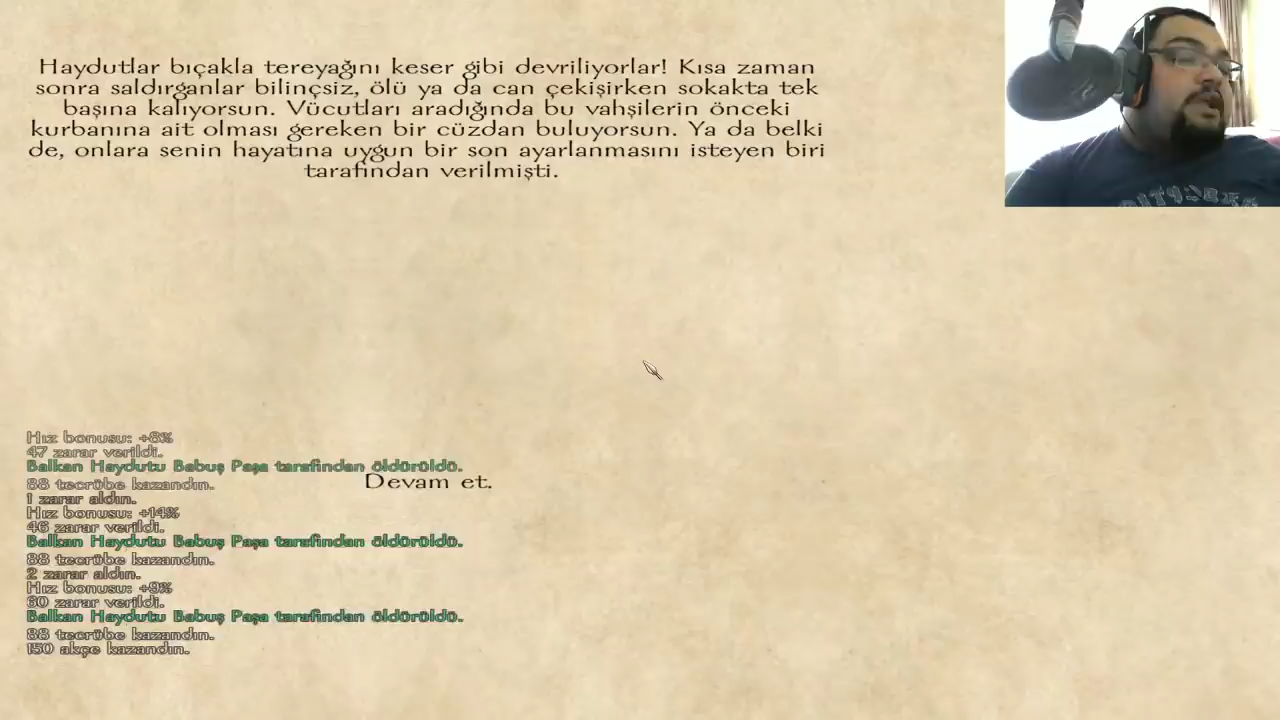 Haydutlar bıçakla tereyağını keser gibi devriliyorlar! Kısa zaman
sonra saldırganlar bilinçsiz, ölü ya da can çekişirken sokakta tek
başına kalıyorsun. Vücutları aradığında bu vahşilerin önceki
kurbanına ait olması gereken bir cüzdan buluyorsun. Ya da belki
de, onlara senin hayatına uygun bir son ayarlanmasını isteyen biri
tarafından verilmişti.
Hız bonusu: +8%
47 zarar verildi.
Balkan Haydutu Babuş Paşa tarafından öldürüldü.
88 tecrübe kazandın.
Devam et.
1 zarar aldın.
Hız bonusu: +14%
46 zarar verildi.
Balkan Haydutu Babuş Paşa tarafından öldürüldü.
88 tecrübe kazandın.
2 zarar aldın.
Hız bonusu: +9%
60 zarar verildi.
Balkan Haydutu Babuş Paşa tarafından öldürüldü.
88 tecrübe kazandın.
150 akçe kazandın.